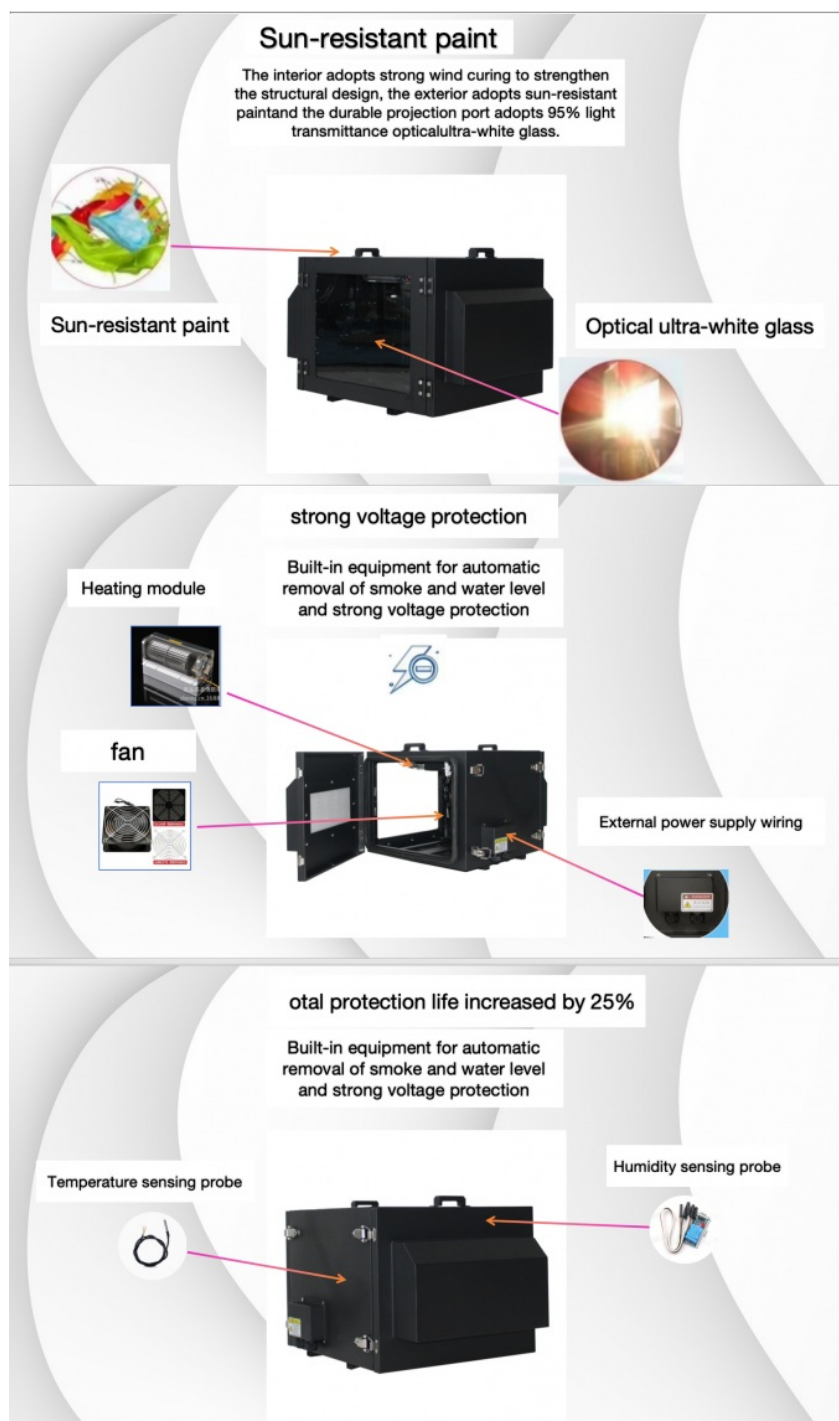 Sun-resistant paint
The interior adopts strong wind curing to strengthen
the structural design, the exterior adopts sun-resistant
paintand the durable projection port adopts 95% light
transmittance opticalultra-white glass.
Sun-resistant paint
Optical ultra-white glass
strong voltage protection
Built-in equipment for automatic
removal of smoke and water level
and strong voltage protection
Heating module
fan
External power supply wiring
otal protection life increased by 25%
Built-in equipment for automatic
removal of smoke and water level
and strong voltage protection
Temperature sensing probe
Humidity sensing probe